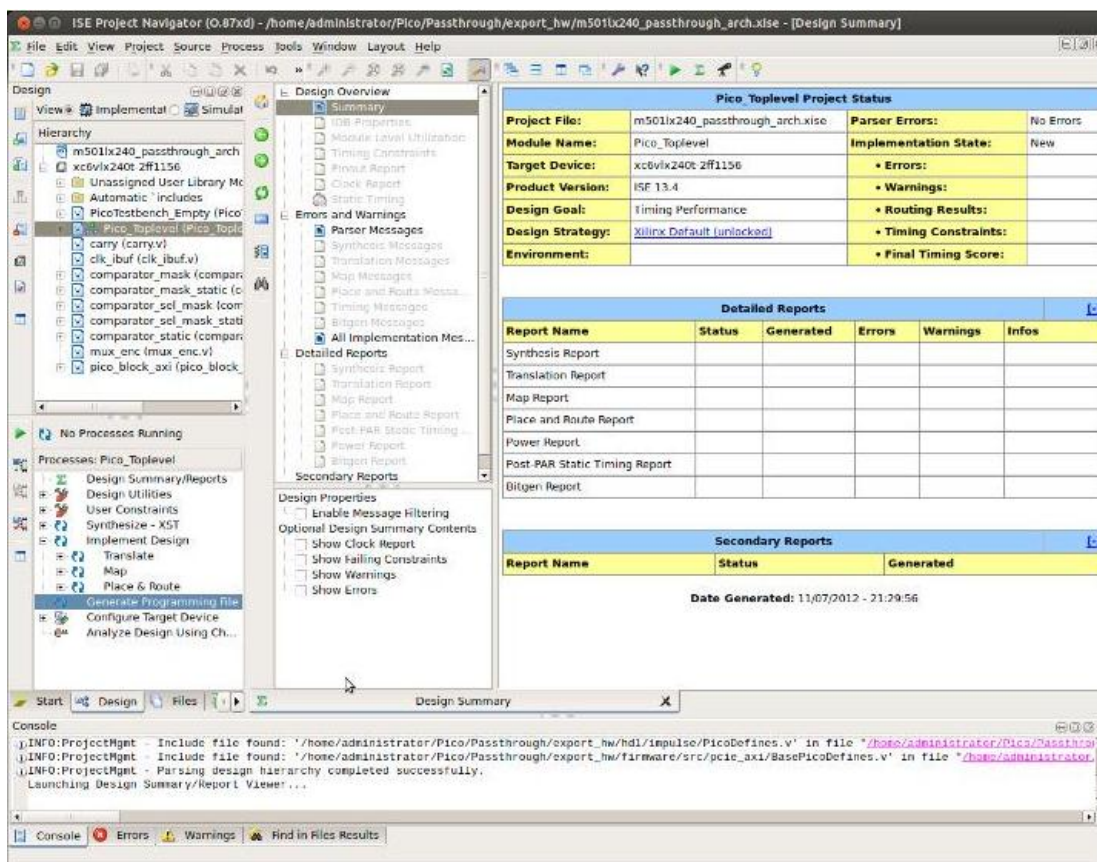 ISE Project Navigator (O.87xd) - /home/administrator/Pico/Passthrough/export_hw/m501lx240_passthrough_arch.xise - [Design Summary]
File Edit View Project Source Process Tools Window Layout Help
Design
View: Implementat Simulat
Hierarchy
m501lx240_passthrough_arch
xc6vlx240t-2ff1156
Unassigned User Library Mo
Automatic `includes
PicoTestbench_Empty (Pico
Pico_Toplevel (Pico_Tople
carry (carry.v)
clk_ibuf (clk_ibuf.v)
comparator_mask (compar
comparator_mask_static (c
comparator_sel_mask (com
comparator_sel_mask_stati
comparator_static (compar
mux_enc (mux_enc.v)
pico_block_axi (pico_block_
No Processes Running
Processes: Pico_Toplevel
Design Summary/Reports
Design Utilities
User Constraints
Synthesize - XST
Implement Design
Translate
Map
Place & Route
Generate Programming File
Configure Target Device
Analyze Design Using Ch...
Start Design Files
Design Overview
Summary
IOB Properties
Module Level Utilization
Timing Constraints
Pinout Report
Clock Report
Static Timing
Errors and Warnings
Parser Messages
Synthesis Messages
Translation Messages
Map Messages
Place and Route Messa...
Timing Messages
Bitgen Messages
All Implementation Mes...
Detailed Reports
Synthesis Report
Translation Report
Map Report
Place and Route Report
Post-PAR Static Timing ...
Power Report
Bitgen Report
Secondary Reports
Design Properties
Enable Message Filtering
Optional Design Summary Contents
Show Clock Report
Show Failing Constraints
Show Warnings
Show Errors
Design Summary
Pico_Toplevel Project Status
Project File: m501lx240_passthrough_arch.xise Parser Errors: No Errors
Module Name: Pico_Toplevel Implementation State: New
Target Device: xc6vlx240t-2ff1156 • Errors:
Product Version: ISE 13.4 • Warnings:
Design Goal: Timing Performance • Routing Results:
Design Strategy: Xilinx Default (unlocked) • Timing Constraints:
Environment: • Final Timing Score:
Detailed Reports
Report Name Status Generated Errors Warnings Infos
Synthesis Report
Translation Report
Map Report
Place and Route Report
Power Report
Post-PAR Static Timing Report
Bitgen Report
Secondary Reports
Report Name Status Generated
Date Generated: 11/07/2012 - 21:29:56
Console
INFO:ProjectMgmt - Include file found: '/home/administrator/Pico/Passthrough/export_hw/hdl/impulse/PicoDefines.v' in file "/home/administrator/Pico/Passthrou
INFO:ProjectMgmt - Include file found: '/home/administrator/Pico/Passthrough/export_hw/firmware/src/pcie_axi/BasePicoDefines.v' in file "/home/administrator.
INFO:ProjectMgmt - Parsing design hierarchy completed successfully.
Launching Design Summary/Report Viewer...
Console Errors Warnings Find in Files Results